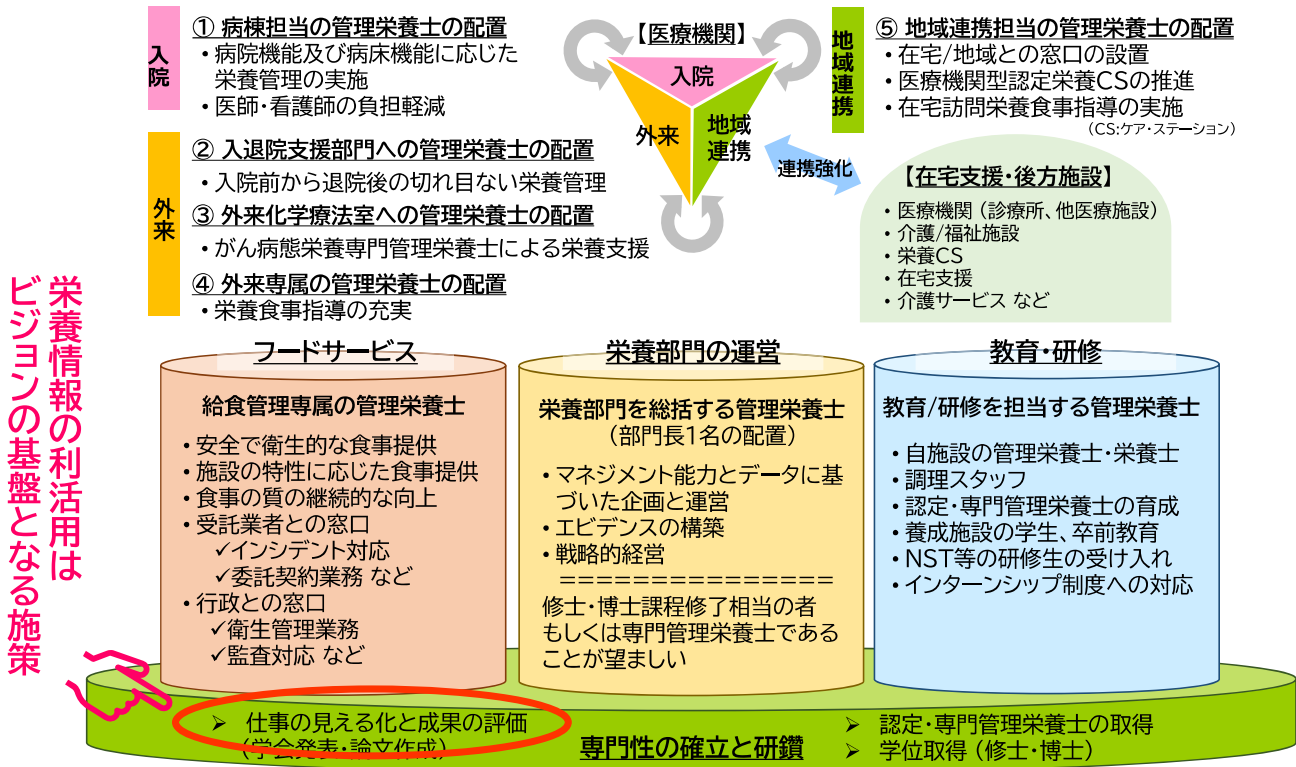 入院
① 病棟担当の管理栄養士の配置
・病院機能及び病床機能に応じた
栄養管理の実施
・医師・看護師の負担軽減
外来
② 入退院支援部門への管理栄養士の配置
・入院前から退院後の切れ目ない栄養管理
③ 外来化学療法室への管理栄養士の配置
・がん病態栄養専門管理栄養士による栄養支援
④ 外来専属の管理栄養士の配置
・栄養食事指導の充実
【医療機関】
入院
外来
地域
連携
連携強化
地域連携
⑤ 地域連携担当の管理栄養士の配置
・在宅/地域との窓口の設置
・医療機関型認定栄養CSの推進
・在宅訪問栄養食事指導の実施
(CS:ケア・ステーション)
【在宅支援・後方施設】
・医療機関（診療所、他医療施設）
・介護/福祉施設
・栄養CS
・在宅支援
・介護サービス など
栄養情報の利活用は
ビジョンの基盤となる施策
フードサービス
給食管理専属の管理栄養士
・安全で衛生的な食事提供
・施設の特性に応じた食事提供
・食事の質の継続的な向上
・受託業者との窓口
✓インシデント対応
✓委託契約業務 など
・行政との窓口
✓衛生管理業務
✓監査対応 など
栄養部門の運営
栄養部門を総括する管理栄養士
（部門長1名の配置）
・マネジメント能力とデータに基
づいた企画と運営
・エビデンスの構築
・戦略的経営
===============
修士・博士課程修了相当の者
もしくは専門管理栄養士である
ことが望ましい
教育・研修
教育/研修を担当する管理栄養士
・自施設の管理栄養士・栄養士
・調理スタッフ
・認定・専門管理栄養士の育成
・養成施設の学生、卒前教育
・NST等の研修生の受け入れ
・インターンシップ制度への対応
➢ 仕事の見える化と成果の評価
（学会発表・論文作成）
専門性の確立と研鑽
➢ 認定・専門管理栄養士の取得
➢ 学位取得（修士・博士）